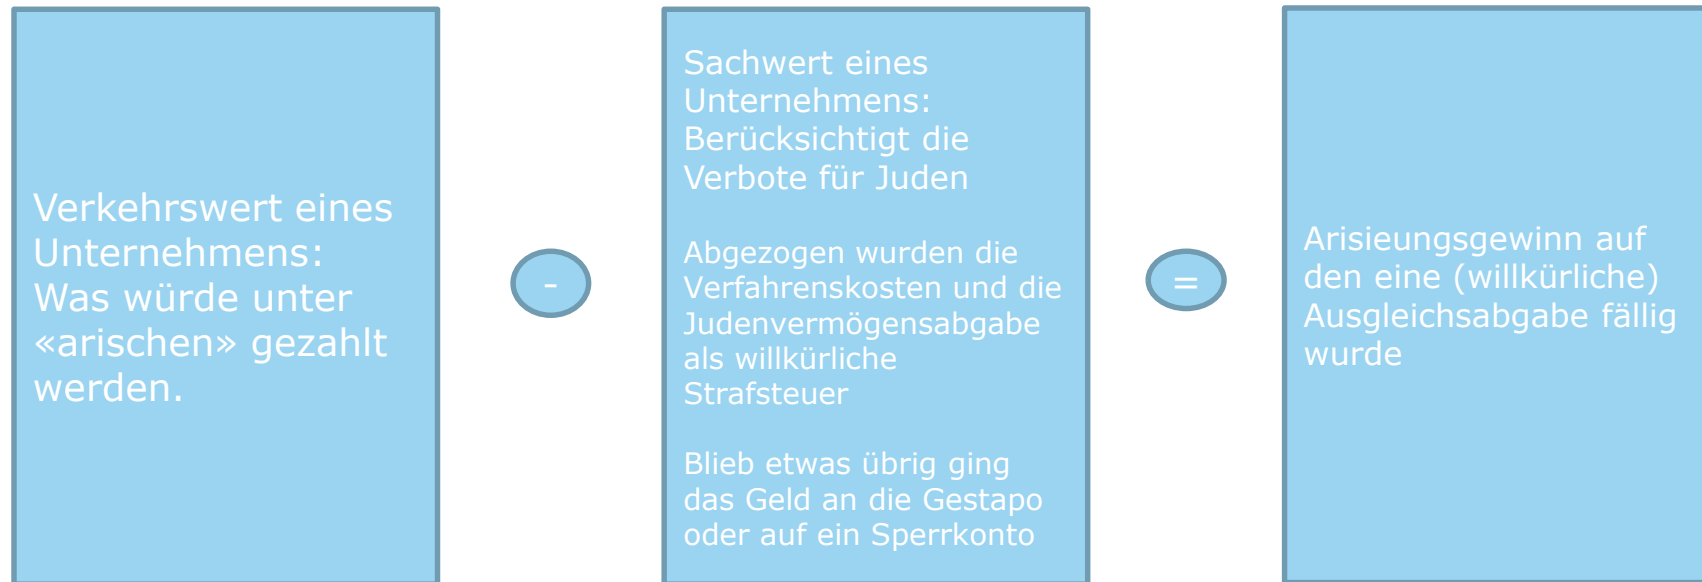 Verkehrswert eines
Unternehmens:
Was würde unter
«arischen» gezahlt
werden.
-
Sachwert eines
Unternehmens:
Berücksichtigt die
Verbote für Juden
Abgezogen wurden die
Verfahrenskosten und die
Judenvermögensabgabe
als willkürliche
Strafsteuer
Blieb etwas übrig ging
das Geld an die Gestapo
oder auf ein Sperrkonto
=
Arisieungsgewinn auf
den eine (willkürliche)
Ausgleichsabgabe fällig
wurde